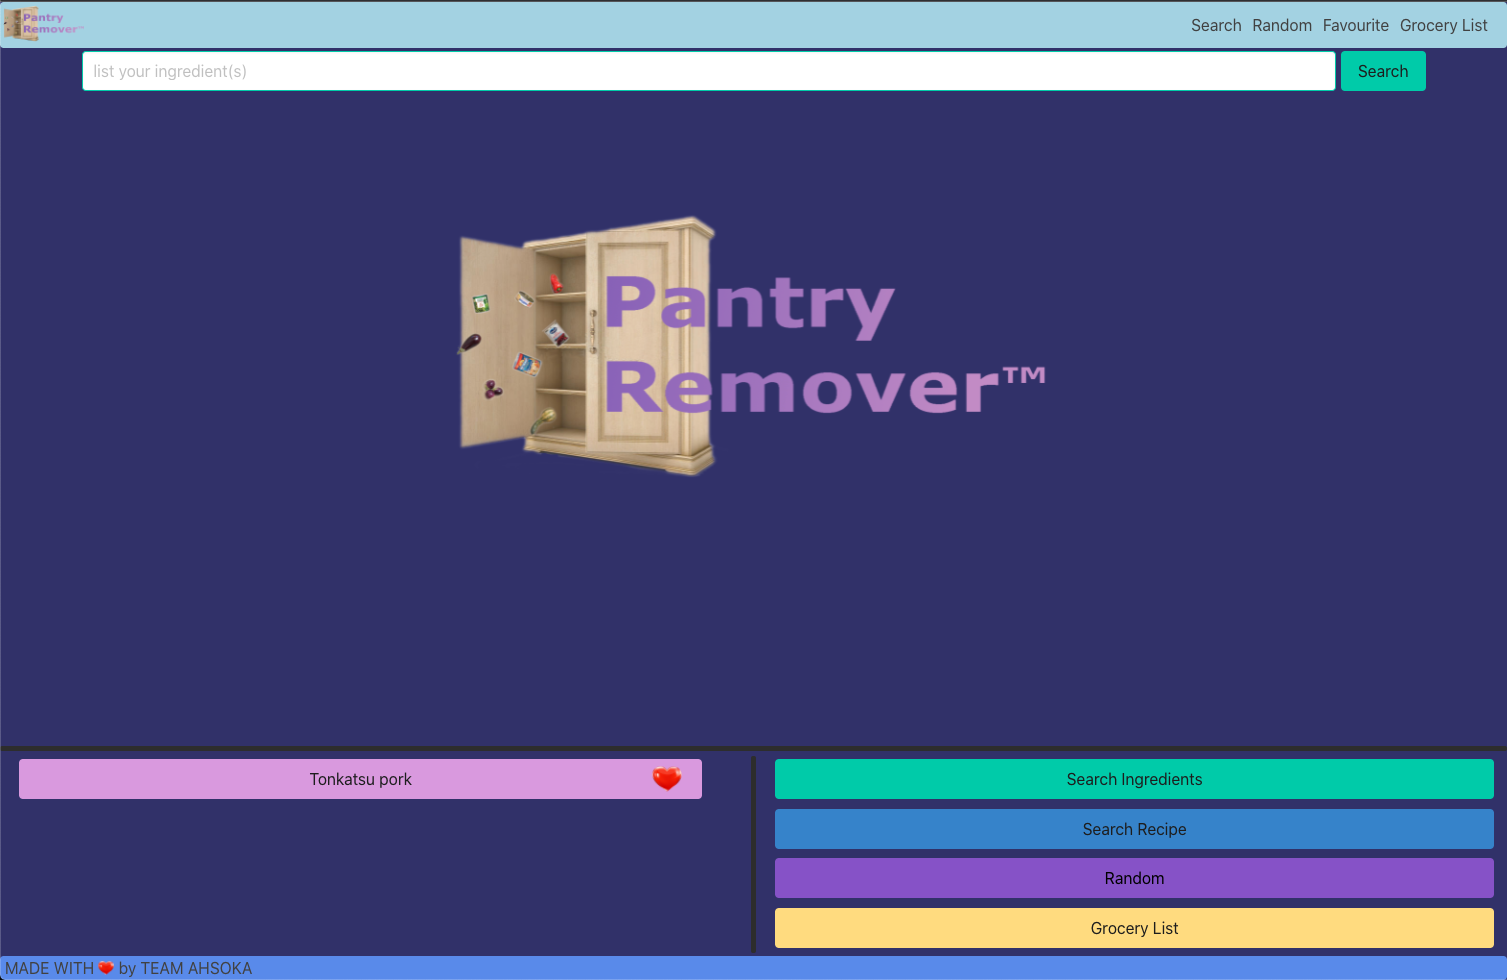 Pantry
Remover™
Search Random Favourite Grocery List
list your ingredient(s)
Search
Pantry
Remover™
Tonkatsu pork
Search Ingredients
Search Recipe
Random
Grocery List
MADE WITH ❤️ by TEAM AHSOKA